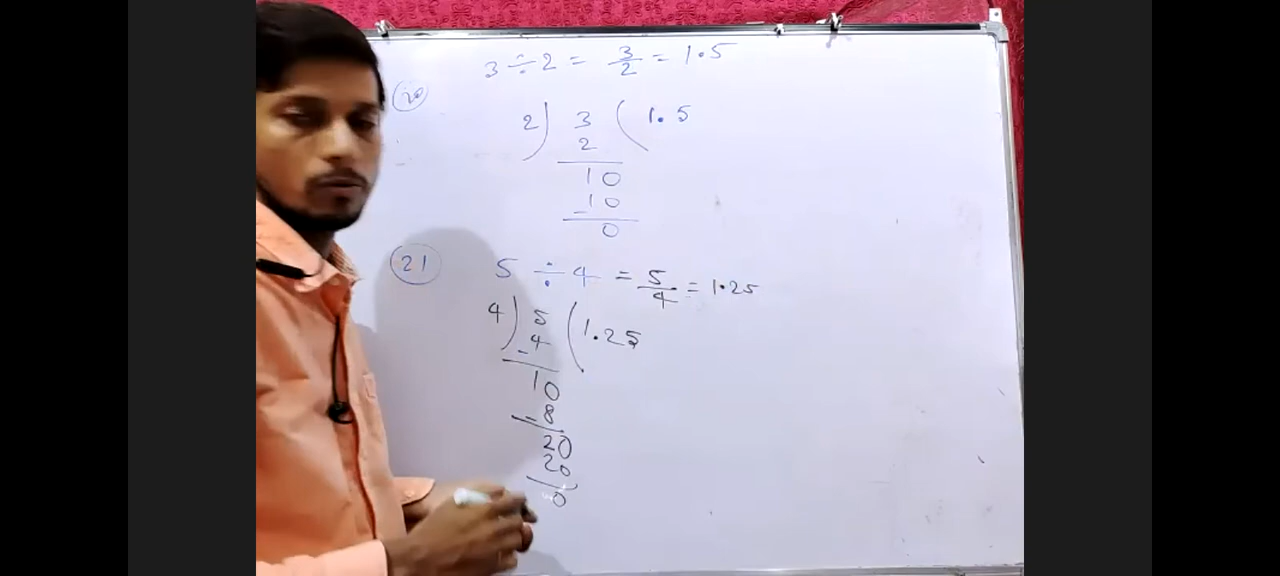 3 ÷ 2 = 3/2 = 1.5
20
2 ) 3 ( 1.5
2
10
- 10
0
21 5 ÷ 4 = 5/4 = 1.25
4 ) 5 ( 1.25
- 4
10
- 8
20
20
0